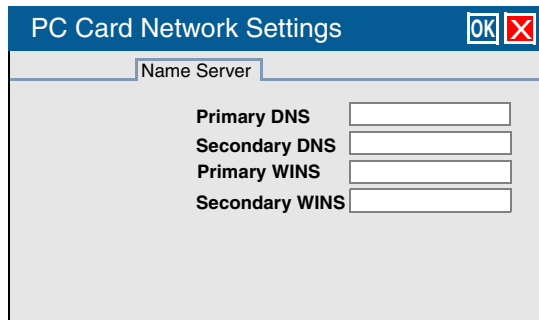 PC Card Network Settings OK X
Name Server
Primary DNS
Secondary DNS
Primary WINS
Secondary WINS